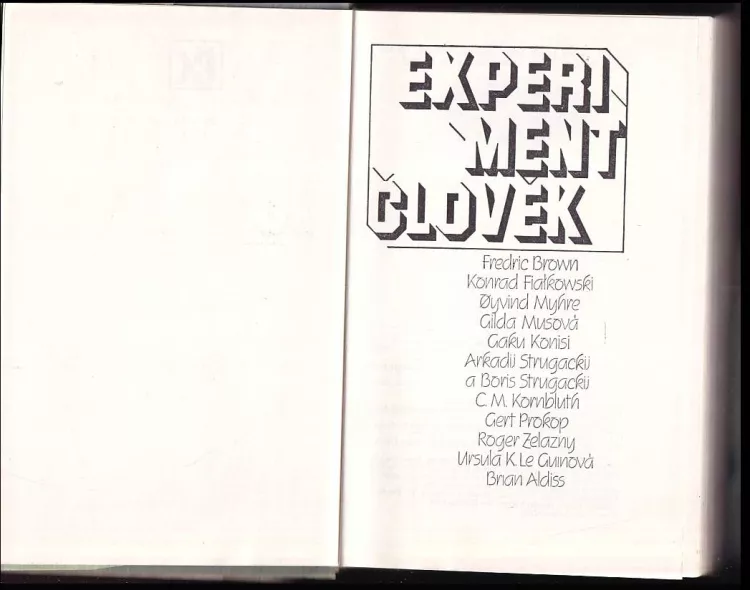 EXPERI
MENT
ČLOVĚK
Fredric Brown
Konrad Fiałkowski
Øyvind Myhre
Gilda Musová
Gaku Konisi
Arkadij Strugackij
a Boris Strugackij
C. M. Kornbluth
Gert Prokop
Roger Zelazny
Ursula K. Le Guinová
Brian Aldiss